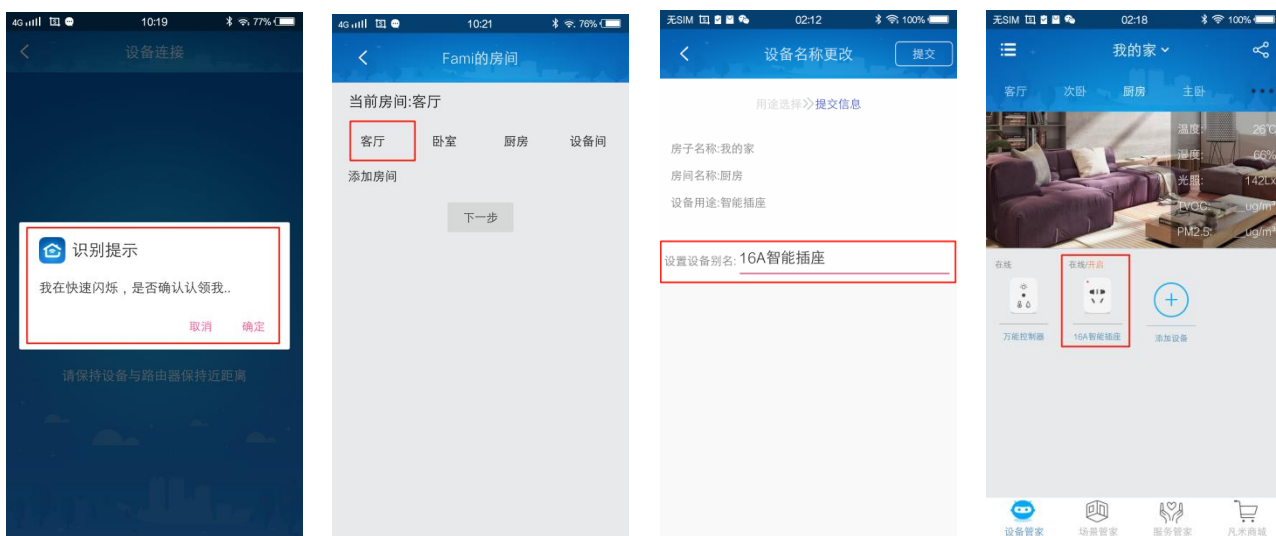 4G 10:19 77%
设备连接
识别提示
我在快速闪烁，是否确认认领我..
取消 确定
请保持设备与路由器保持近距离
4G 10:21 76%
Fami的房间
当前房间:客厅
客厅 卧室 厨房 设备间
添加房间
下一步
无SIM 02:12 100%
设备名称更改 提交
用途选择>>提交信息
房子名称:我的家
房间名称:厨房
设备用途:智能插座
设置设备别名: 16A智能插座
无SIM 02:18 100%
我的家
客厅 次卧 厨房 主卧
温度: 26℃
湿度: 66%
光照: 142Lx
TVOC: __ug/m³
PM2.5: __ug/m³
在线 在线/开启
万能控制器 16A智能插座 添加设备
设备管家 场景管家 服务管家 凡米商城